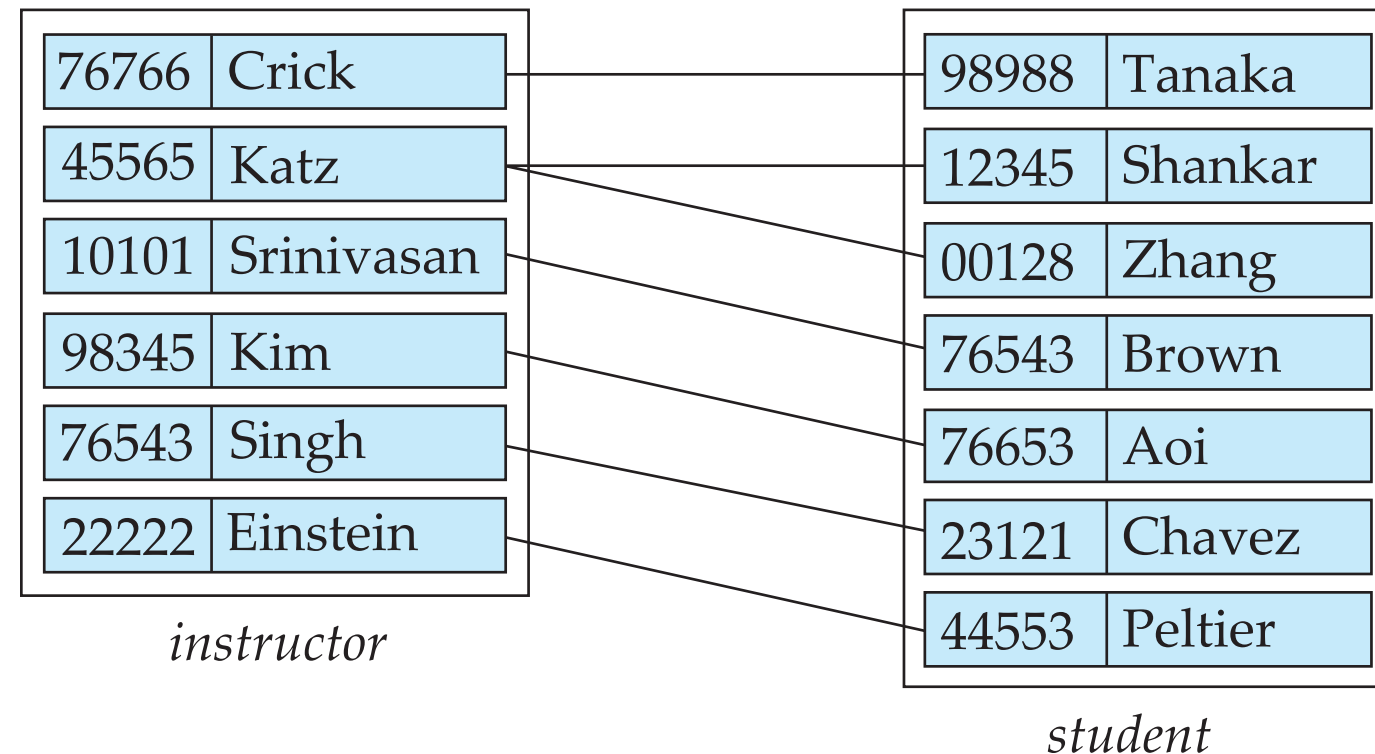 76766 Crick
45565 Katz
10101 Srinivasan
98345 Kim
76543 Singh
22222 Einstein
instructor
98988 Tanaka
12345 Shankar
00128 Zhang
76543 Brown
76653 Aoi
23121 Chavez
44553 Peltier
student